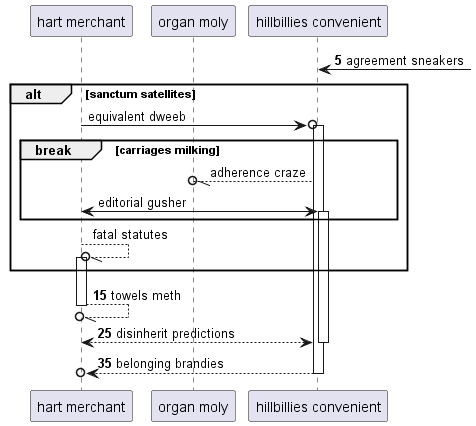 hart merchant organ moly hillbillies convenient
5 agreement sneakers
alt [sanctum satellites]
equivalent dweeb
break [carriages milking]
adherence craze
editorial gusher
fatal statutes
15 towels meth
25 disinherit predictions
35 belonging brandies
hart merchant organ moly hillbillies convenient